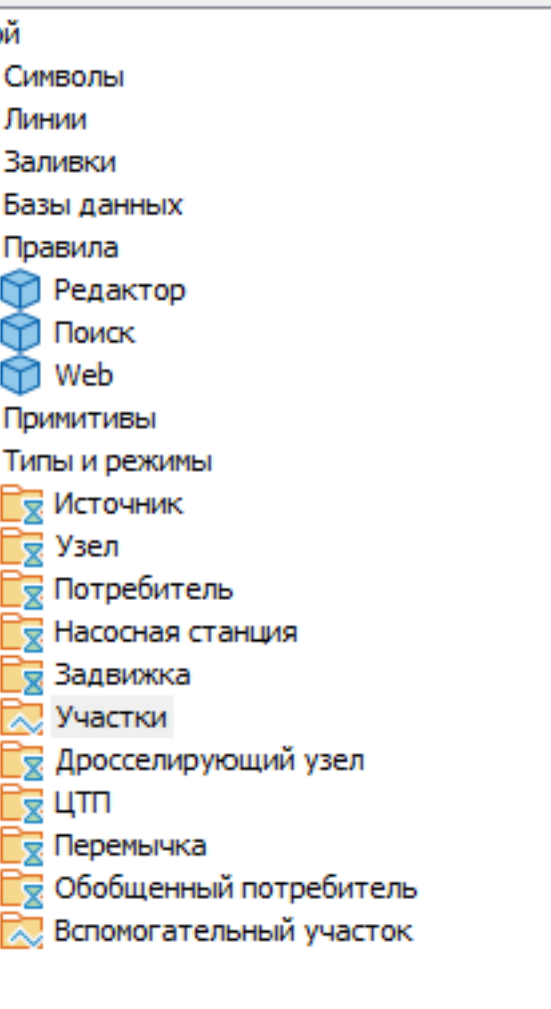 Символы
Линии
Заливки
Базы данных
Правила
Редактор
Поиск
Web
Примитивы
Типы и режимы
Источник
Узел
Потребитель
Насосная станция
Задвижка
Участки
Дросселирующий узел
ЦТП
Перемычка
Обобщенный потребитель
Вспомогательный участок